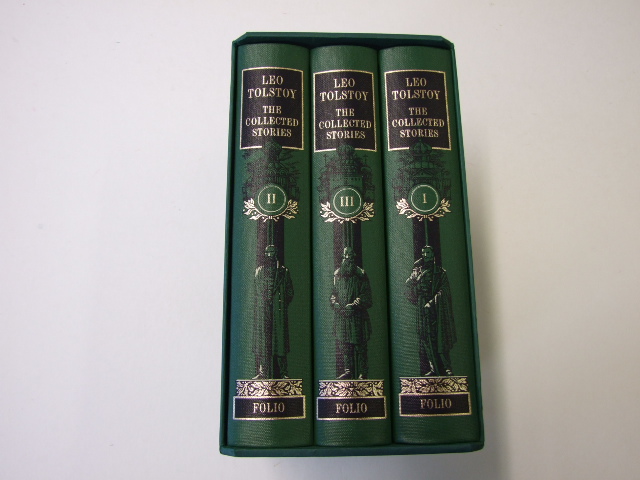 LEO
TOLSTOY
THE
COLLECTED
STORIES
II
FOLIO
LEO
TOLSTOY
THE
COLLECTED
STORIES
III
FOLIO
LEO
TOLSTOY
THE
COLLECTED
STORIES
I
FOLIO